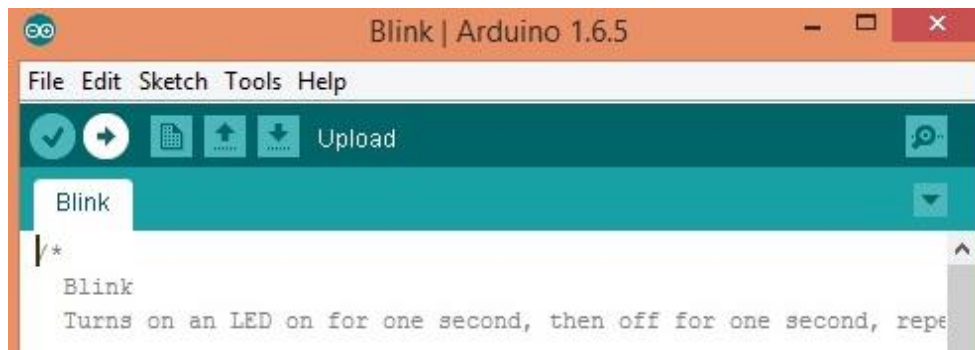 Blink | Arduino 1.6.5
File Edit Sketch Tools Help
Upload
Blink
/*
Blink
Turns on an LED on for one second, then off for one second, repe